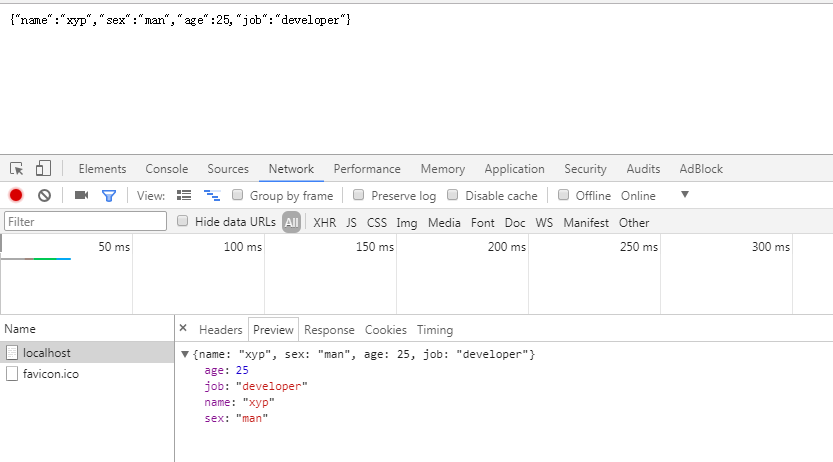 {"name":"xyp","sex":"man","age":25,"job":"developer"}
Elements Console Sources Network Performance Memory Application Security Audits AdBlock
View: Group by frame Preserve log Disable cache Offline Online
Filter Hide data URLs All XHR JS CSS Img Media Font Doc WS Manifest Other
50 ms 100 ms 150 ms 200 ms 250 ms 300 ms
Name × Headers Preview Response Cookies Timing
localhost
favicon.ico
{name: "xyp", sex: "man", age: 25, job: "developer"}
age: 25
job: "developer"
name: "xyp"
sex: "man"